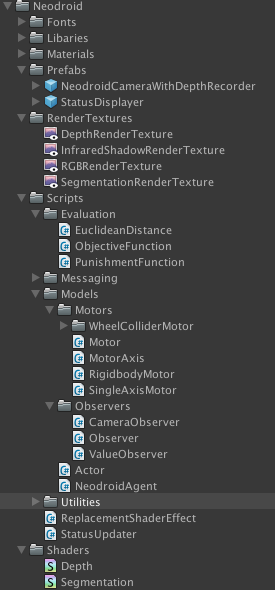 Neodroid
Fonts
Libaries
Materials
Prefabs
NeodroidCameraWithDepthRecorder
StatusDisplayer
RenderTextures
DepthRenderTexture
InfraredShadowRenderTexture
RGBRenderTexture
SegmentationRenderTexture
Scripts
Evaluation
EuclideanDistance
ObjectiveFunction
PunishmentFunction
Messaging
Models
Motors
WheelColliderMotor
Motor
MotorAxis
RigidbodyMotor
SingleAxisMotor
Observers
CameraObserver
Observer
ValueObserver
Actor
NeodroidAgent
Utilities
ReplacementShaderEffect
StatusUpdater
Shaders
Depth
Segmentation